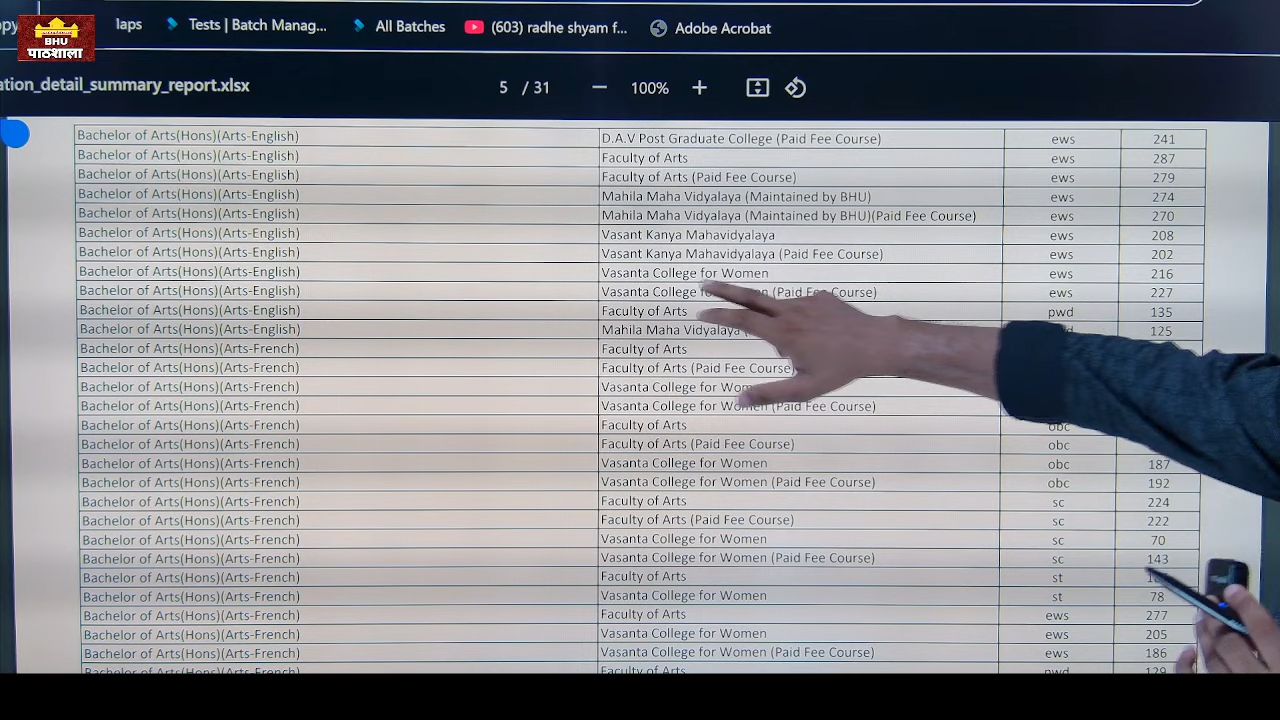 laps Tests | Batch Manag... All Batches (603) radhe shyam f... Adobe Acrobat
BHU
पाठशाला
ation_detail_summary_report.xlsx 5 / 31 100%
Bachelor of Arts(Hons)(Arts-English) D.A.V Post Graduate College (Paid Fee Course) ews 241
Bachelor of Arts(Hons)(Arts-English) Faculty of Arts ews 287
Bachelor of Arts(Hons)(Arts-English) Faculty of Arts (Paid Fee Course) ews 279
Bachelor of Arts(Hons)(Arts-English) Mahila Maha Vidyalaya (Maintained by BHU) ews 274
Bachelor of Arts(Hons)(Arts-English) Mahila Maha Vidyalaya (Maintained by BHU)(Paid Fee Course) ews 270
Bachelor of Arts(Hons)(Arts-English) Vasant Kanya Mahavidyalaya ews 208
Bachelor of Arts(Hons)(Arts-English) Vasant Kanya Mahavidyalaya (Paid Fee Course) ews 202
Bachelor of Arts(Hons)(Arts-English) Vasanta College for Women ews 216
Bachelor of Arts(Hons)(Arts-English) Vasanta College (Paid Fee Course) ews 227
Bachelor of Arts(Hons)(Arts-English) Faculty of Arts pwd 135
Bachelor of Arts(Hons)(Arts-English) Mahila Maha Vidyalaya 125
Bachelor of Arts(Hons)(Arts-French) Faculty of Arts
Bachelor of Arts(Hons)(Arts-French) Faculty of Arts (Paid Fee Course)
Bachelor of Arts(Hons)(Arts-French) Vasanta College for Women
Bachelor of Arts(Hons)(Arts-French) Vasanta College for Women (Paid Fee Course)
Bachelor of Arts(Hons)(Arts-French) Faculty of Arts obc
Bachelor of Arts(Hons)(Arts-French) Faculty of Arts (Paid Fee Course) obc
Bachelor of Arts(Hons)(Arts-French) Vasanta College for Women obc 187
Bachelor of Arts(Hons)(Arts-French) Vasanta College for Women (Paid Fee Course) obc 192
Bachelor of Arts(Hons)(Arts-French) Faculty of Arts sc 224
Bachelor of Arts(Hons)(Arts-French) Faculty of Arts (Paid Fee Course) sc 222
Bachelor of Arts(Hons)(Arts-French) Vasanta College for Women sc 70
Bachelor of Arts(Hons)(Arts-French) Vasanta College for Women (Paid Fee Course) sc 143
Bachelor of Arts(Hons)(Arts-French) Faculty of Arts st
Bachelor of Arts(Hons)(Arts-French) Vasanta College for Women st 78
Bachelor of Arts(Hons)(Arts-French) Faculty of Arts ews 277
Bachelor of Arts(Hons)(Arts-French) Vasanta College for Women ews 205
Bachelor of Arts(Hons)(Arts-French) Vasanta College for Women (Paid Fee Course) ews 186
Bachelor of Arts(Hons)(Arts-French) Faculty of Arts pwd 129